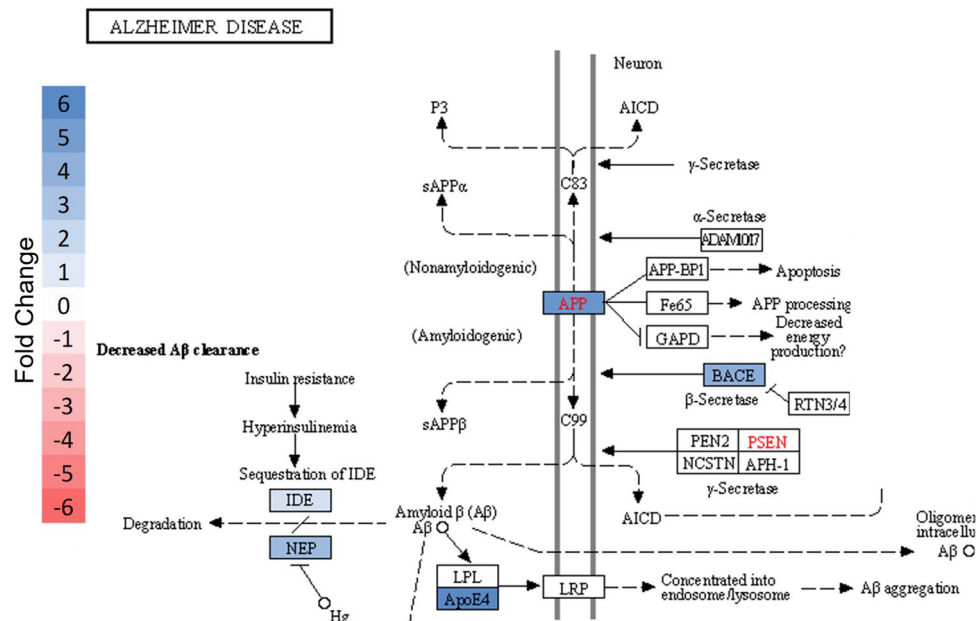 ALZHEIMER DISEASE
Neuron
Fold Change
6
5
4
3
2
1
0
-1
-2
-3
-4
-5
-6
P3
AICD
γ-Secretase
C83
sAPPα
α-Secretase
ADAM10/17
(Nonamyloidogenic)
APP-BP1
Apoptosis
APP
Fe65
APP processing
(Amyloidogenic)
GAPD
Decreased
energy
production?
Decreased Aβ clearance
Insulin resistance
BACE
β-Secretase
RTN3/4
sAPPβ
C99
Hyperinsulinemia
PEN2
PSEN
NCSTN
APH-1
γ-Secretase
Sequestration of IDE
IDE
Degradation
NEP
Hg
Amyloid β (Aβ)
Aβ
AICD
Aβ
LPL
ApoE4
LRP
Concentrated into
endosome/lysosome
Aβ aggregation